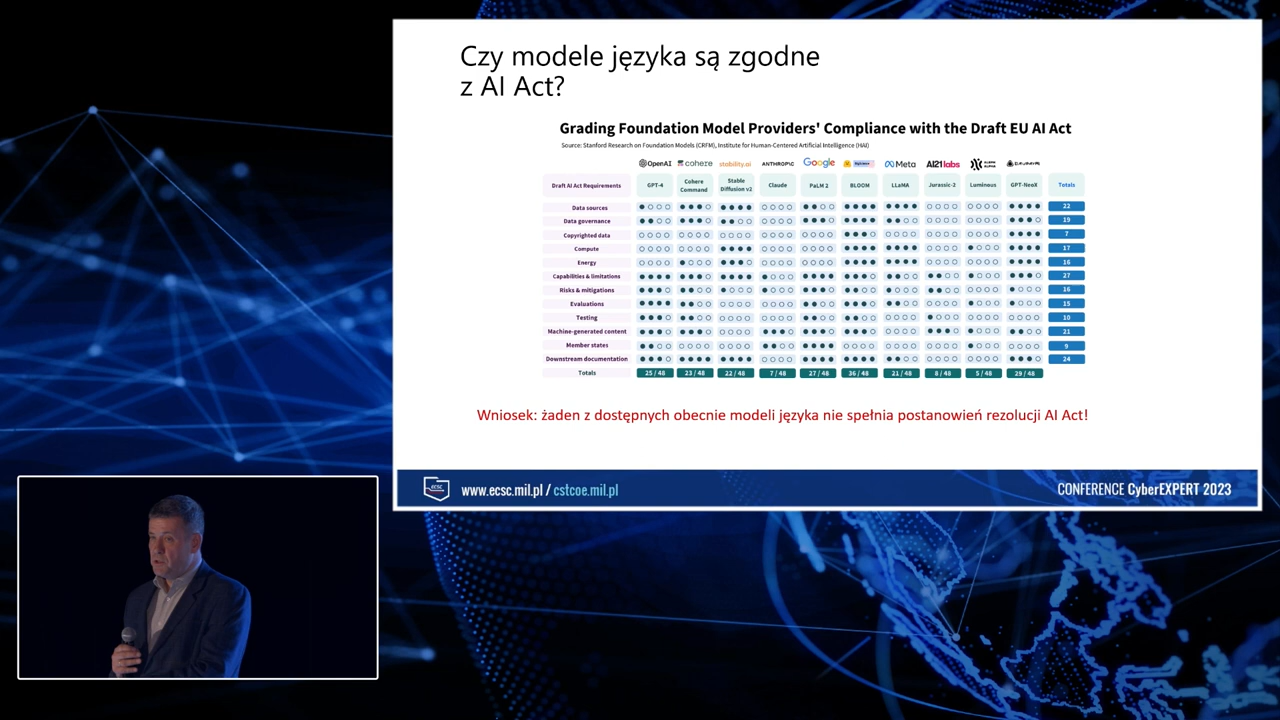 Czy modele języka są zgodne
z AI Act?
Grading Foundation Model Providers' Compliance with the Draft EU AI Act
Source: Stanford Research on Foundation Models (CRFM), Institute for Human-Centered Artificial Intelligence (HAI)
OpenAI cohere stability.ai ANTHROP\C Google Meta AI21labs
Draft AI Act Requirements GPT-4 Cohere Command Stable Diffusion v2 Claude PaLM 2 BLOOM LLaMA Jurassic-2 Luminous GPT-NeoX Totals
Data sources 22
Data governance 19
Copyrighted data 7
Compute 17
Energy 16
Capabilities & limitations 27
Risks & mitigations 16
Evaluations 15
Testing 10
Machine-generated content 21
Member states 9
Downstream documentation 24
Totals 25 / 48 23 / 48 22 / 48 7 / 48 27 / 48 36 / 48 21 / 48 8 / 48 5 / 48 29 / 48
Wniosek: żaden z dostępnych obecnie modeli języka nie spełnia postanowień rezolucji AI Act!
ecsc
www.ecsc.mil.pl / cstcoe.mil.pl
CONFERENCE CyberEXPERT 2023